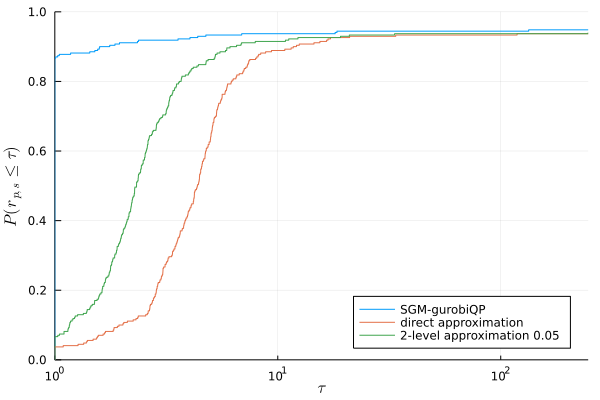 1.0
0.8
0.6
0.4
0.2
0.0
P(r_{p,s} ≤ τ)
10^0
10^1
10^2
τ
SGM-gurobiQP
direct approximation
2-level approximation 0.05